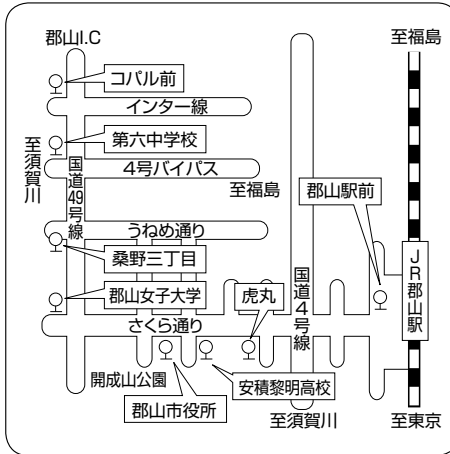 郡山I.C
至福島
コパル前
インター線
第六中学校
至須賀川
国道49号線
4号バイパス
至福島
郡山駅前
うねめ通り
桑野三丁目
国道4号線
JR郡山駅
郡山女子大学
虎丸
さくら通り
開成山公園
安積黎明高校
郡山市役所
至須賀川
至東京